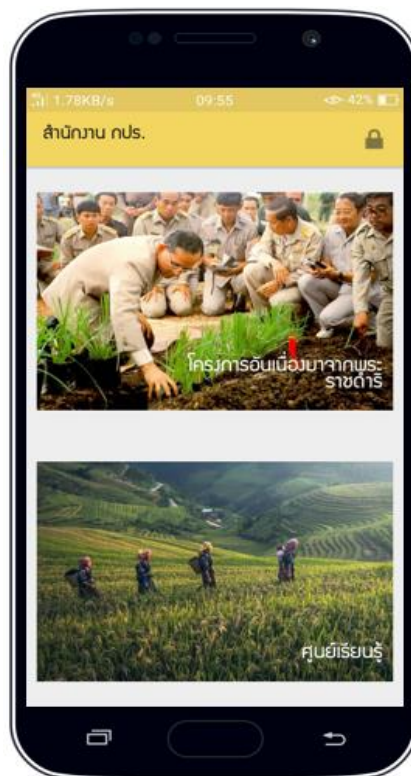 1.78KB/s 09:55 42%
สำนักงาน กปร.
โครงการอันเนื่องมาจากพระ
ราชดำริ
ศูนย์เรียนรู้